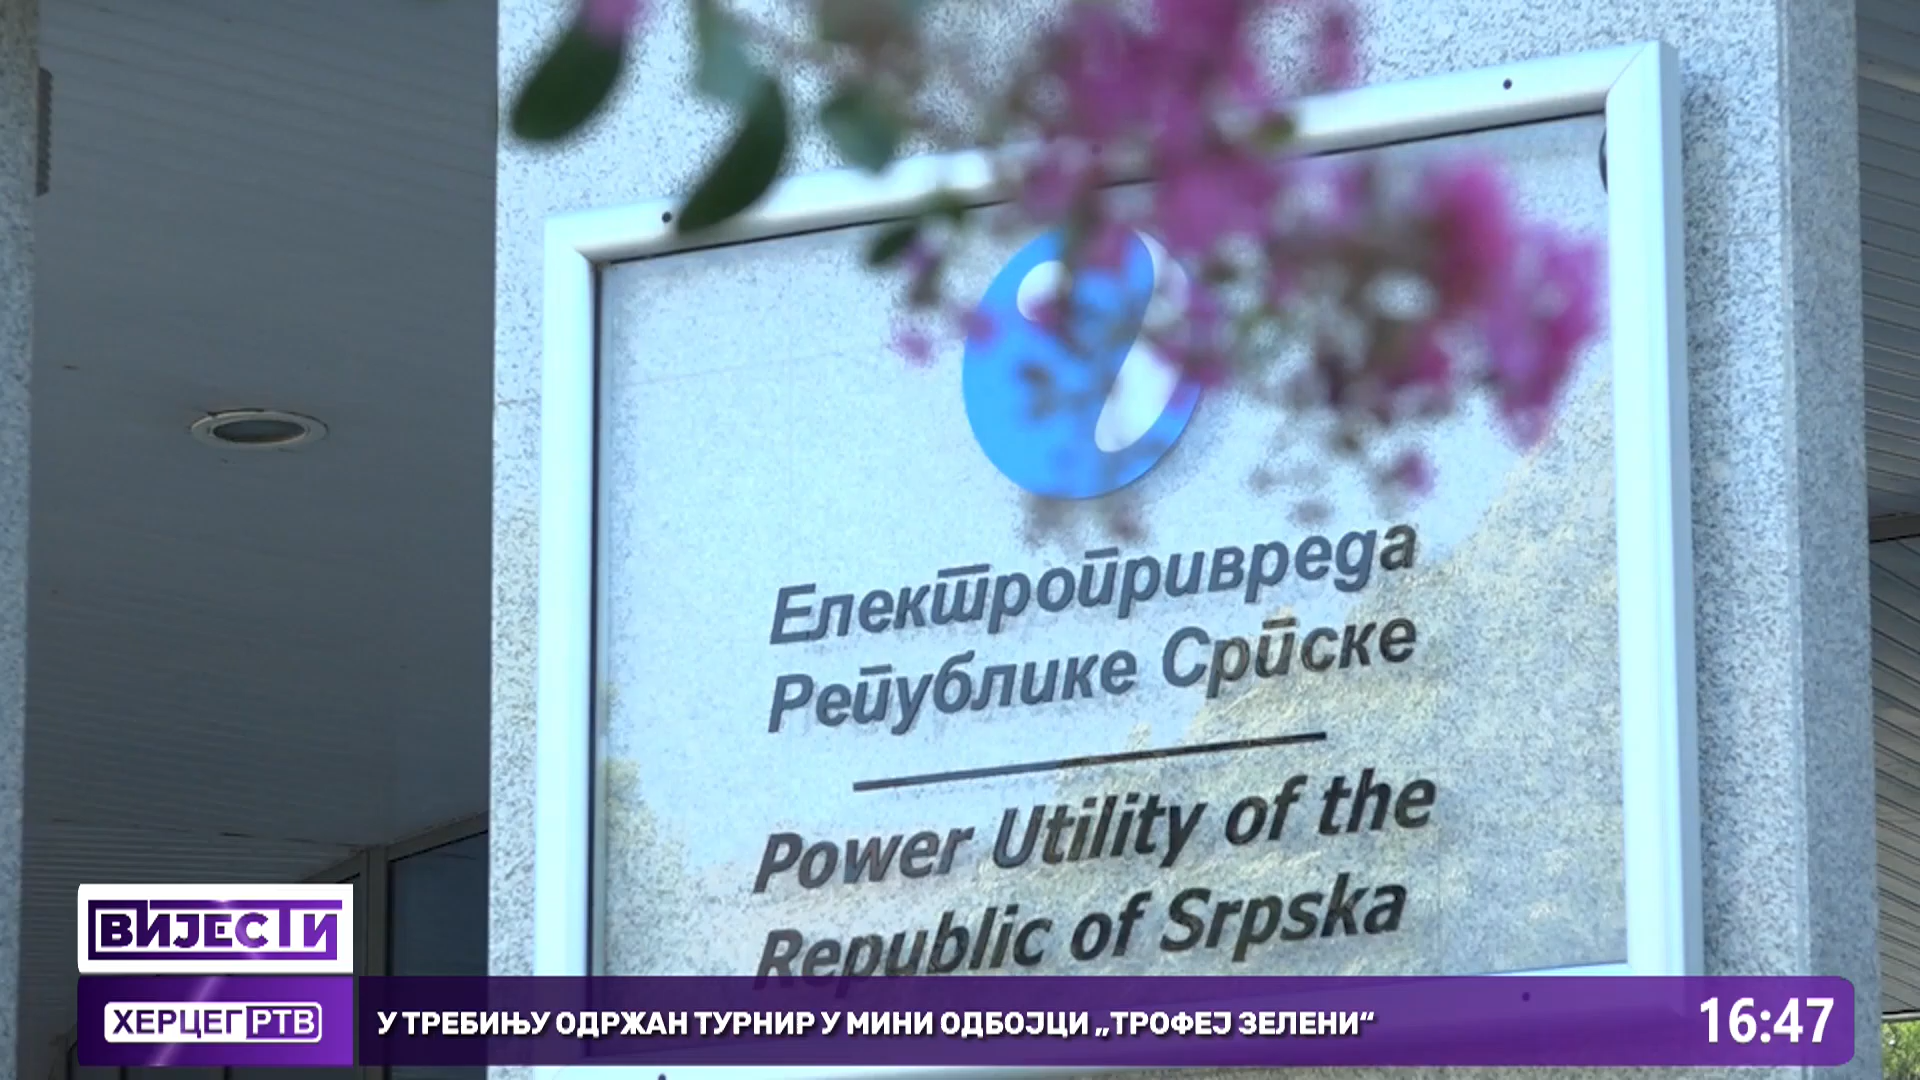 Електропривреда
Републике Српске
Power Utility of the
Republic of Srpska
ВИЈЕСТИ
ХЕРЦЕГ РТВ
У ТРЕБИЊУ ОДРЖАН ТУРНИР У МИНИ ОДБОЈЦИ „ТРОФЕЈ ЗЕЛЕНИ“
16:47